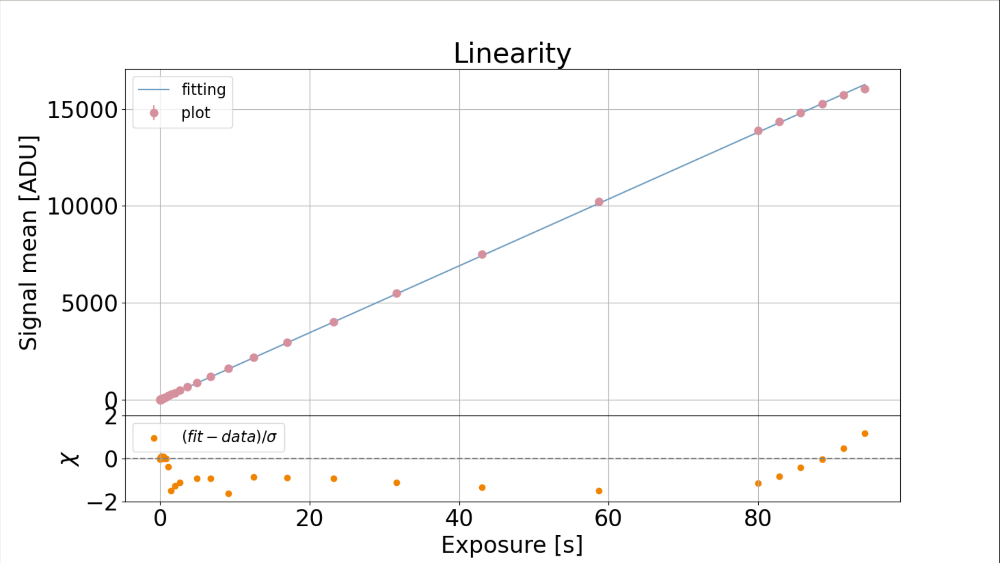 Linearity
fitting
plot
Signal mean [ADU]
15000
10000
5000
0
2
(fit − data)/σ
χ
0
−2
0 20 40 60 80
Exposure [s]